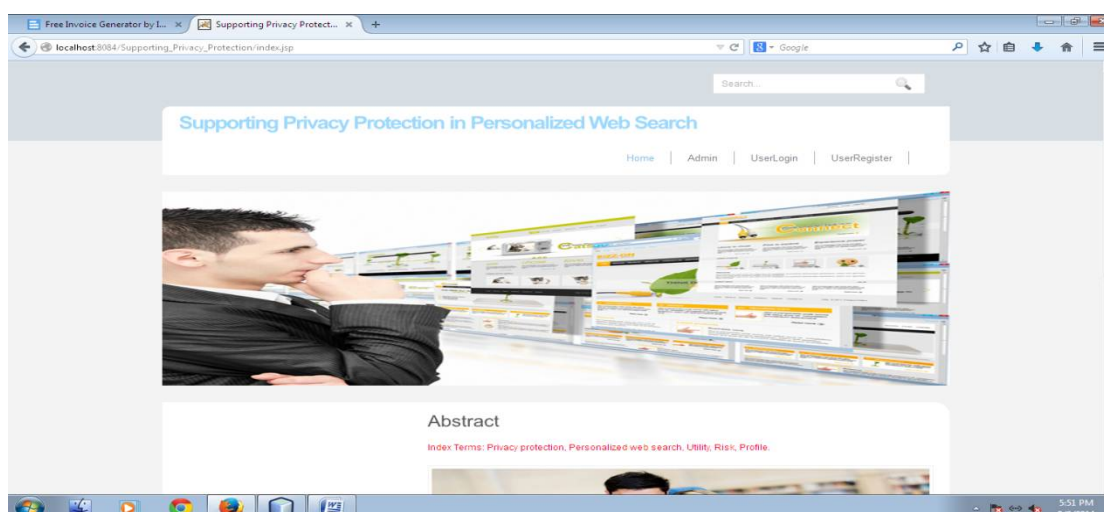 Free Invoice Generator by I...
Supporting Privacy Protect...
localhost:8084/Supporting_Privacy_Protection/index.jsp
Google
Search...
Supporting Privacy Protection in Personalized Web Search
Home
Admin
UserLogin
UserRegister
Connect
Abstract
Index Terms: Privacy protection, Personalized web search, Utility, Risk, Profile.
5:51 PM